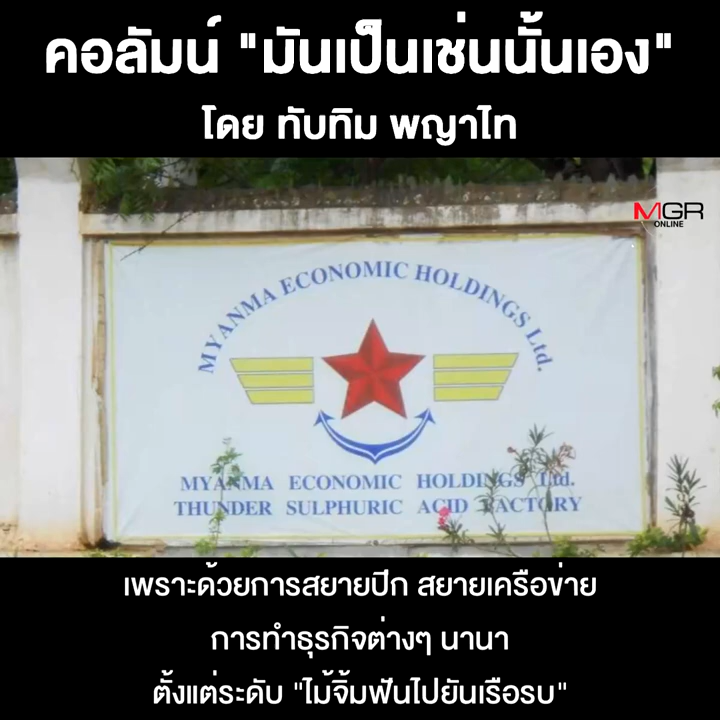 คอลัมน์ "มันเป็นเช่นนั้นเอง"
โดย ทับทิม พญาไท
MGR
ONLINE
MYANMA ECONOMIC HOLDINGS Ltd.
MYANMA ECONOMIC HOLDINGS Ltd.
THUNDER SULPHURIC ACID FACTORY
เพราะด้วยการสยายปีก สยายเครือข่าย
การทำธุรกิจต่างๆ นานา
ตั้งแต่ระดับ "ไม้จิ้มฟันไปยันเรือรบ"